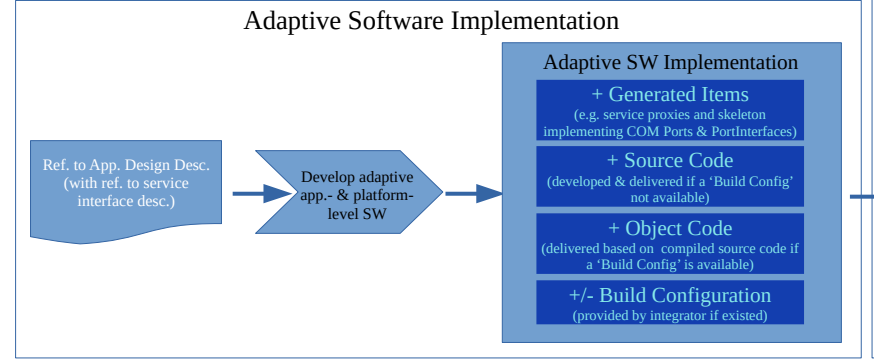 Adaptive Software Implementation
Ref. to App. Design Desc.
(with ref. to service
interface desc.)
Develop adaptive
app.- & platform-
level SW
Adaptive SW Implementation
+ Generated Items
(e.g. service proxies and skeleton
implementing COM Ports & PortInterfaces)
+ Source Code
(developed & delivered if a ‘Build Config’
not available)
+ Object Code
(delivered based on compiled source code if
a ‘Build Config’ is available)
+/- Build Configuration
(provided by integrator if existed)